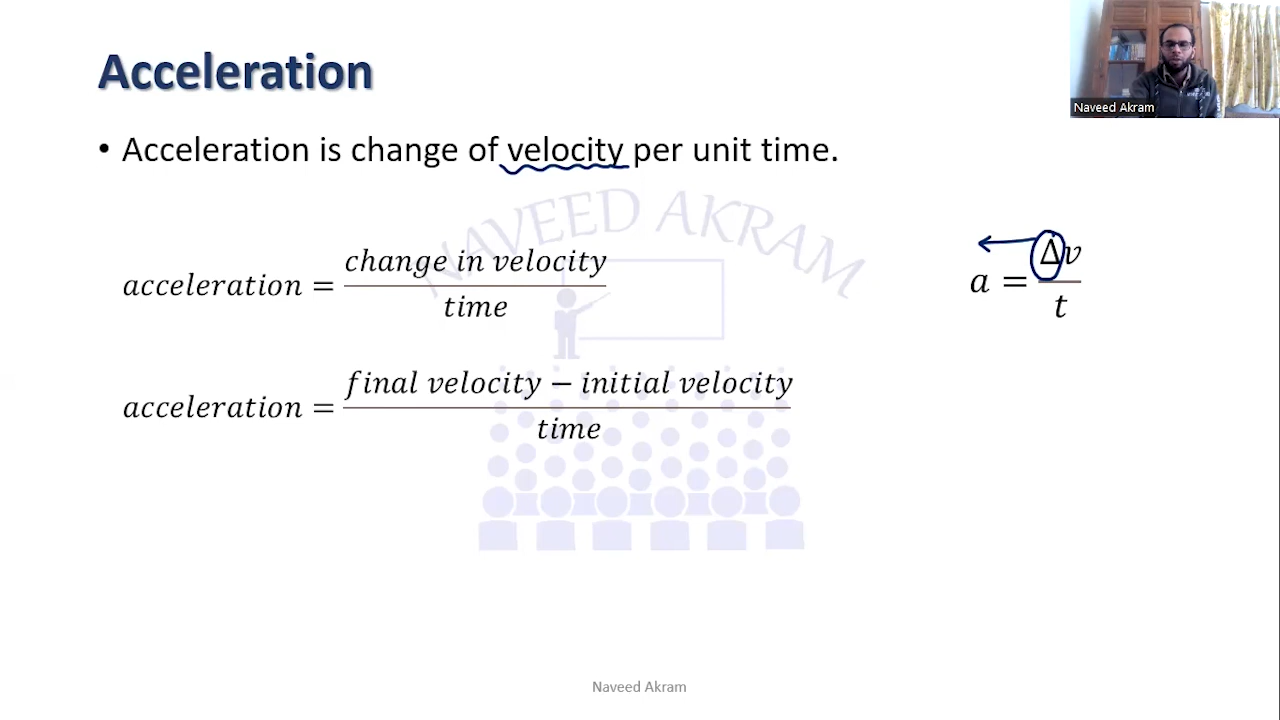 Acceleration
Naveed Akram
• Acceleration is change of velocity per unit time.
NAVEED AKRAM
acceleration = change in velocity / time
a = Δv / t
acceleration = final velocity − initial velocity / time
Naveed Akram